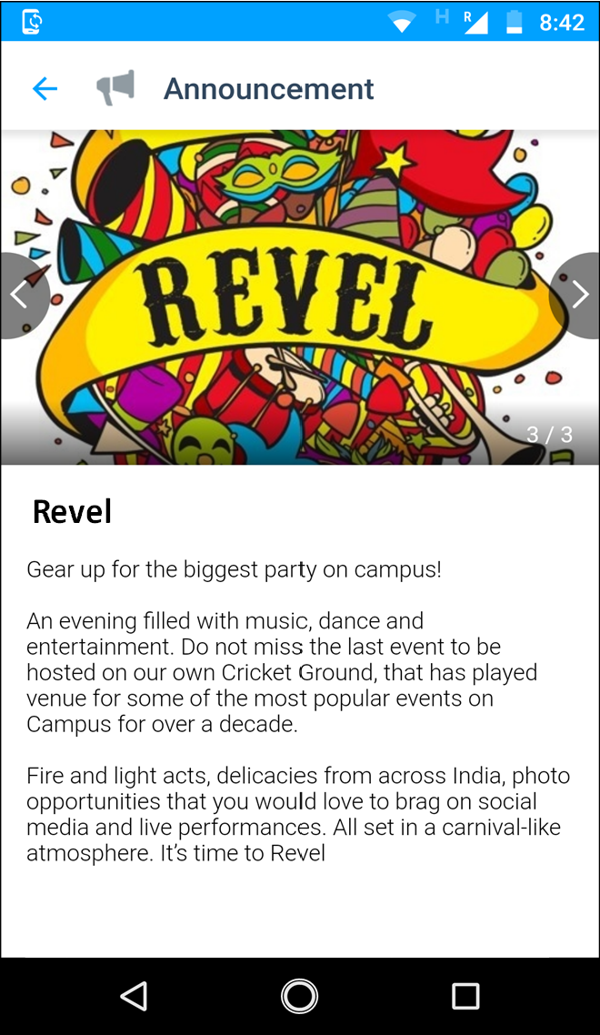 H R 8:42
Announcement
REVEL
3 / 3
Revel
Gear up for the biggest party on campus!
An evening filled with music, dance and
entertainment. Do not miss the last event to be
hosted on our own Cricket Ground, that has played
venue for some of the most popular events on
Campus for over a decade.
Fire and light acts, delicacies from across India, photo
opportunities that you would love to brag on social
media and live performances. All set in a carnival-like
atmosphere. It’s time to Revel